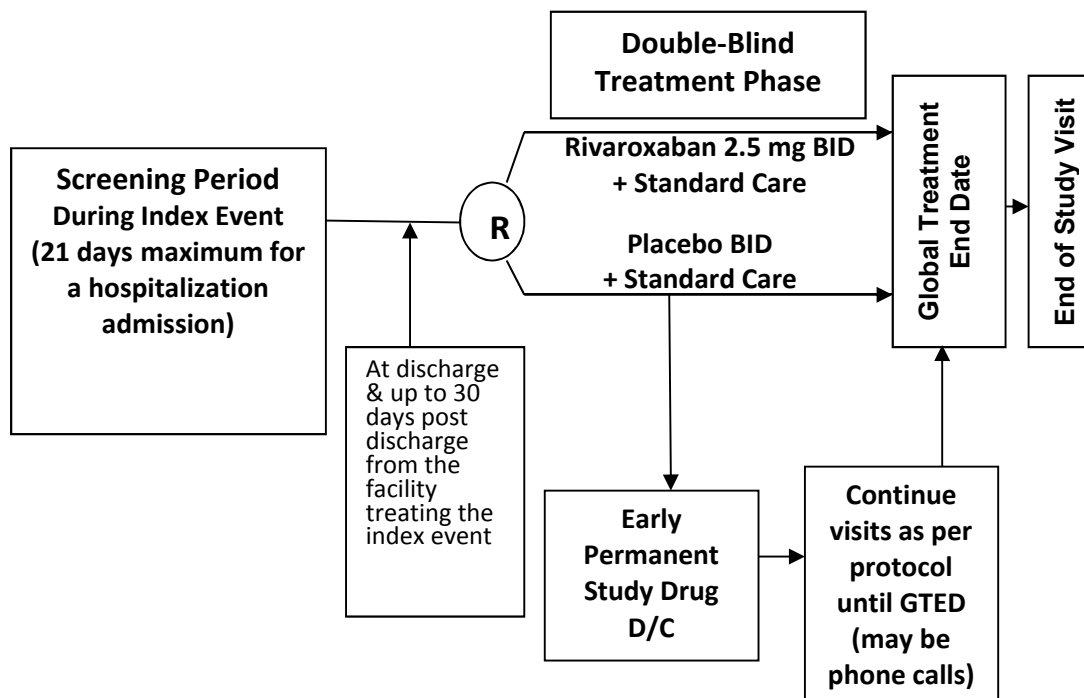 Screening Period
During Index Event
(21 days maximum for
a hospitalization
admission)
At discharge
& up to 30
days post
discharge
from the
facility
treating the
index event
R
Double-Blind
Treatment Phase
Rivaroxaban 2.5 mg BID
+ Standard Care
Placebo BID
+ Standard Care
Early
Permanent
Study Drug
D/C
Continue
visits as per
protocol
until GTED
(may be
phone calls)
Global Treatment
End Date
End of Study Visit